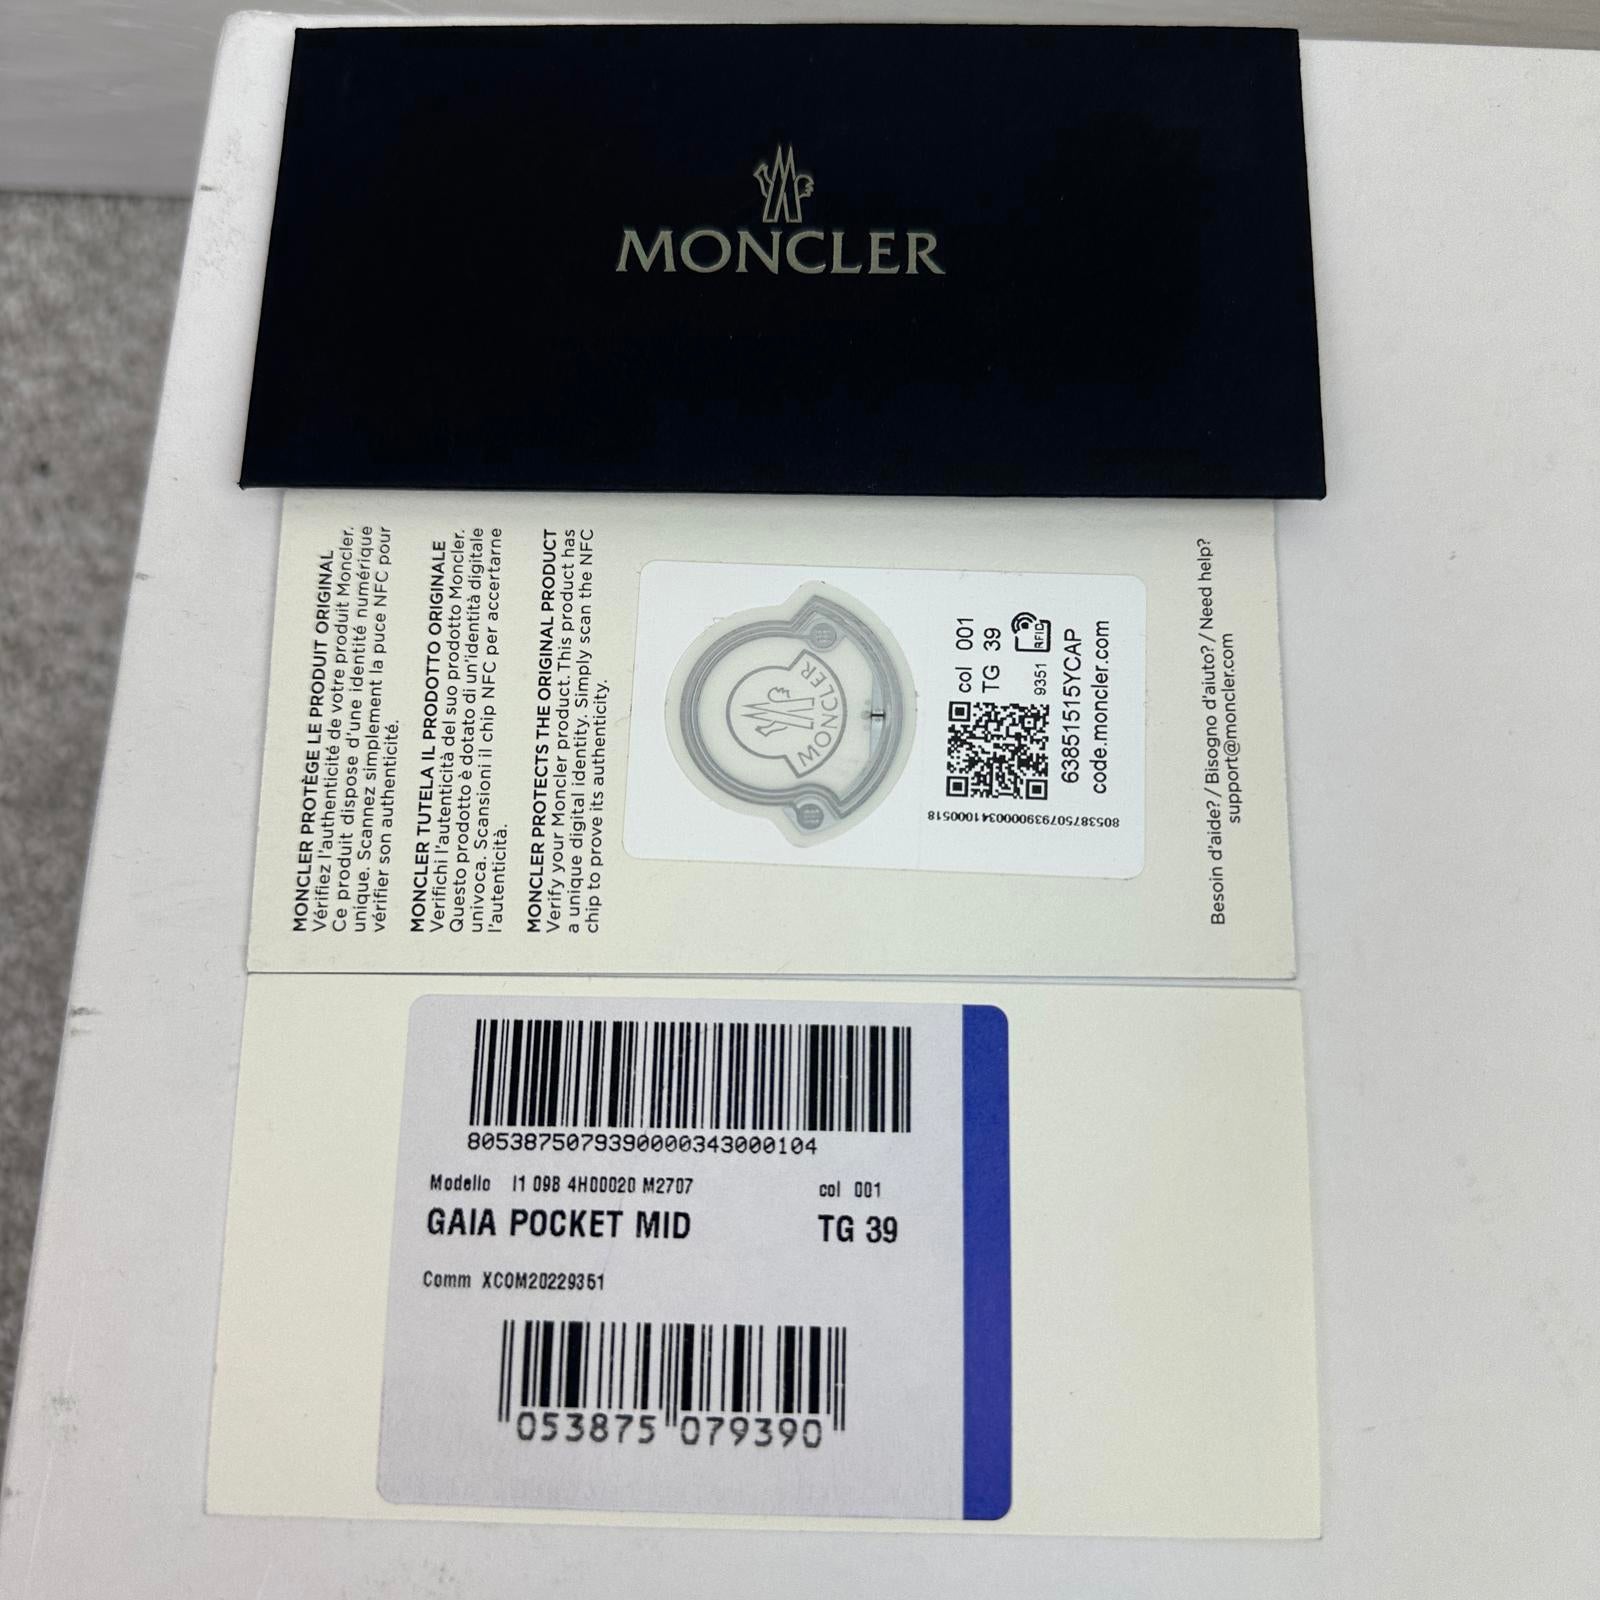 MONCLER
MONCLER PROTÈGE LE PRODUIT ORIGINAL
Vérifiez l'authenticité de votre produit Moncler.
Ce produit dispose d'une identité numérique
unique. Scannez simplement la puce NFC pour
vérifier son authenticité.
MONCLER TUTELA IL PRODOTTO ORIGINALE
Verifichi l'autenticità del suo prodotto Moncler.
Questo prodotto è dotato di un'identità digitale
univoca. Scansioni il chip NFC per accertarne
l'autenticità.
MONCLER PROTECTS THE ORIGINAL PRODUCT
Verify your Moncler product. This product has
a unique digital identity. Simply scan the NFC
chip to prove its authenticity.
MONCLER
col 001
TG 39
9351
RFID
63851515YCAP
code.moncler.com
8053875079390000341000518
Besoin d'aide? / Bisogno d'aiuto? / Need help?
support@moncler.com
8053875079390000343000104
Modello I1 09B 4H00020 M2707
col 001
GAIA POCKET MID
TG 39
Comm XCOM20229351
053875 079390